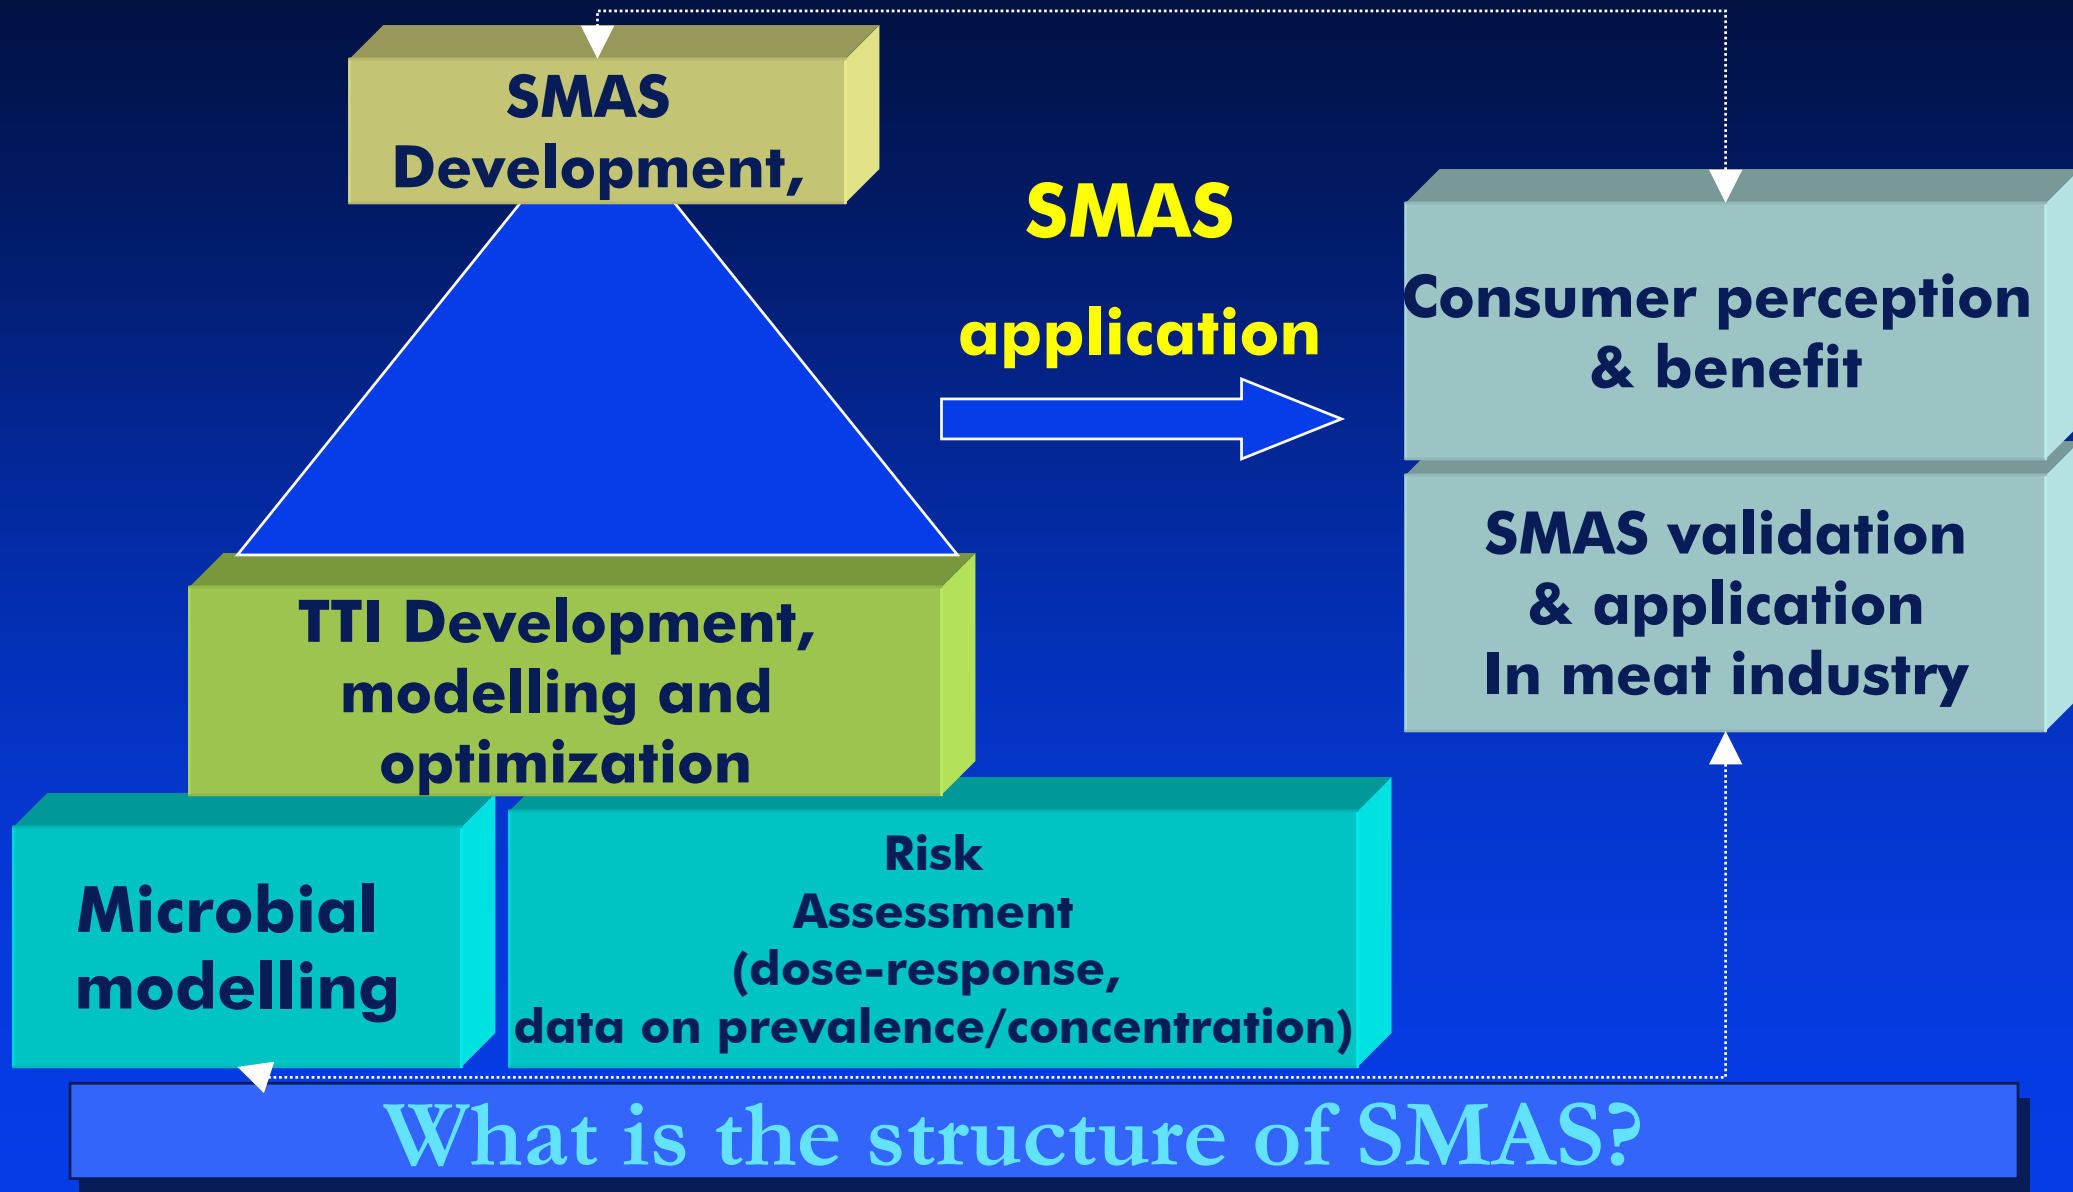 SMAS
Development,
SMAS
application
Consumer perception
& benefit
SMAS validation
& application
In meat industry
TTI Development,
modelling and
optimization
Microbial
modelling
Risk
Assessment
(dose-response,
data on prevalence/concentration)
What is the structure of SMAS?